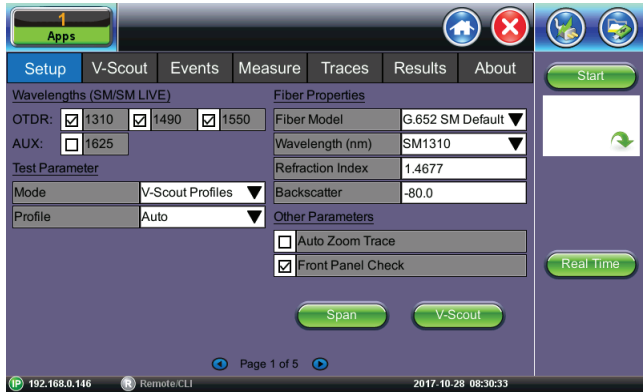 1
Apps
Setup V-Scout Events Measure Traces Results About
Wavelengths (SM/SM LIVE)
OTDR: 1310 1490 1550
AUX: 1625
Test Parameter
Mode V-Scout Profiles
Profile Auto
Fiber Properties
Fiber Model G.652 SM Default
Wavelength (nm) SM1310
Refraction Index 1.4677
Backscatter -80.0
Other Parameters
Auto Zoom Trace
Front Panel Check
Span V-Scout
Page 1 of 5
Start
Real Time
IP 192.168.0.146 R Remote/CLI 2017-10-28 08:30:33